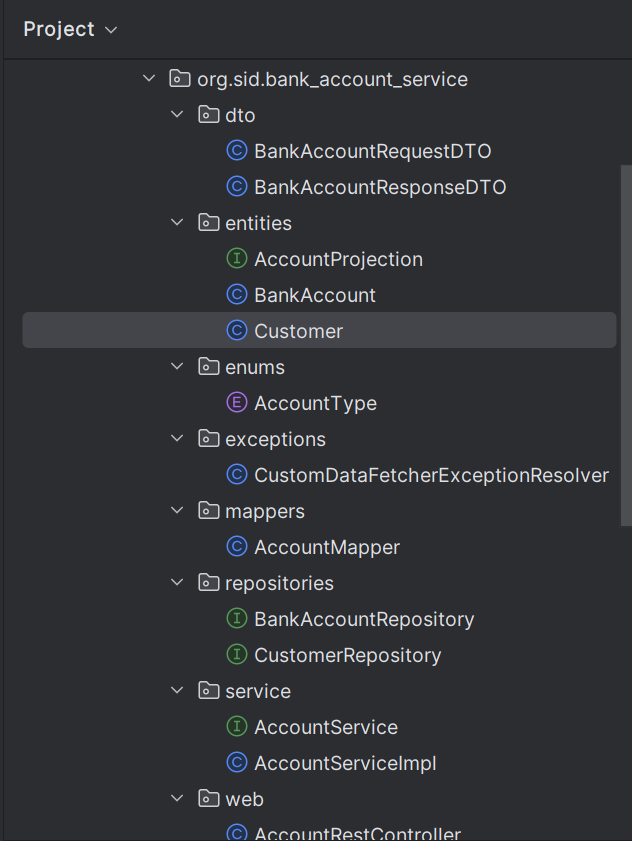 Project
org.sid.bank_account_service
dto
C BankAccountRequestDTO
C BankAccountResponseDTO
entities
I AccountProjection
C BankAccount
C Customer
enums
E AccountType
exceptions
C CustomDataFetcherExceptionResolver
mappers
C AccountMapper
repositories
I BankAccountRepository
I CustomerRepository
service
I AccountService
C AccountServiceImpl
web
C AccountRestController